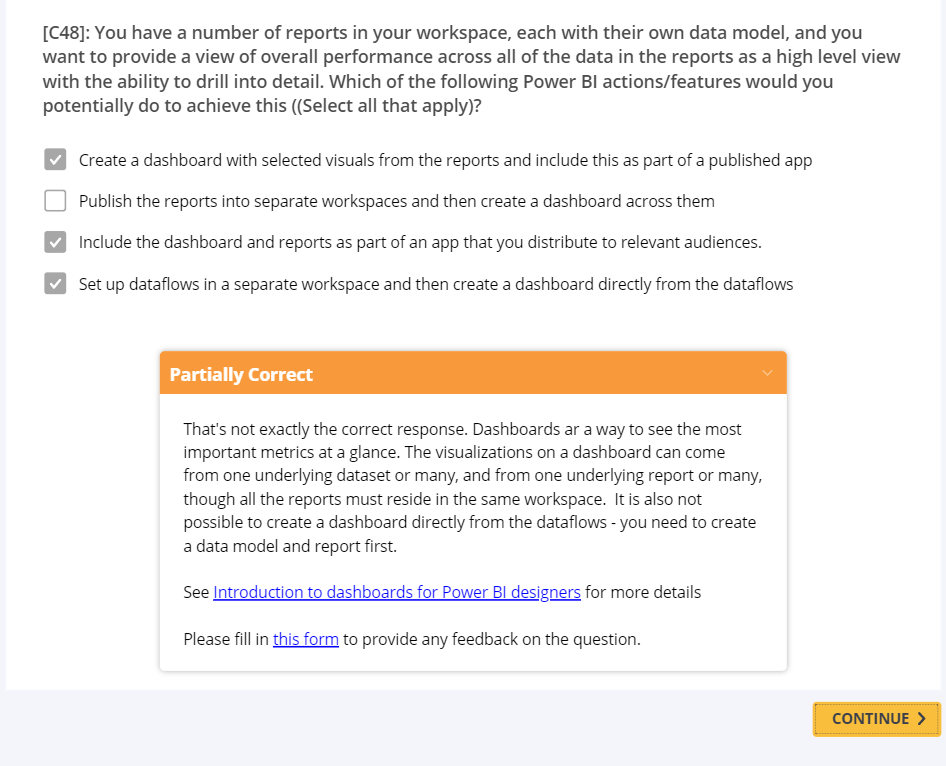 [C48]: You have a number of reports in your workspace, each with their own data model, and you
want to provide a view of overall performance across all of the data in the reports as a high level view
with the ability to drill into detail. Which of the following Power BI actions/features would you
potentially do to achieve this ((Select all that apply)?
Create a dashboard with selected visuals from the reports and include this as part of a published app
Publish the reports into separate workspaces and then create a dashboard across them
Include the dashboard and reports as part of an app that you distribute to relevant audiences.
Set up dataflows in a separate workspace and then create a dashboard directly from the dataflows
Partially Correct
That's not exactly the correct response. Dashboards ar a way to see the most
important metrics at a glance. The visualizations on a dashboard can come
from one underlying dataset or many, and from one underlying report or many,
though all the reports must reside in the same workspace.  It is also not
possible to create a dashboard directly from the dataflows - you need to create
a data model and report first.
See Introduction to dashboards for Power BI designers for more details
Please fill in this form to provide any feedback on the question.
CONTINUE